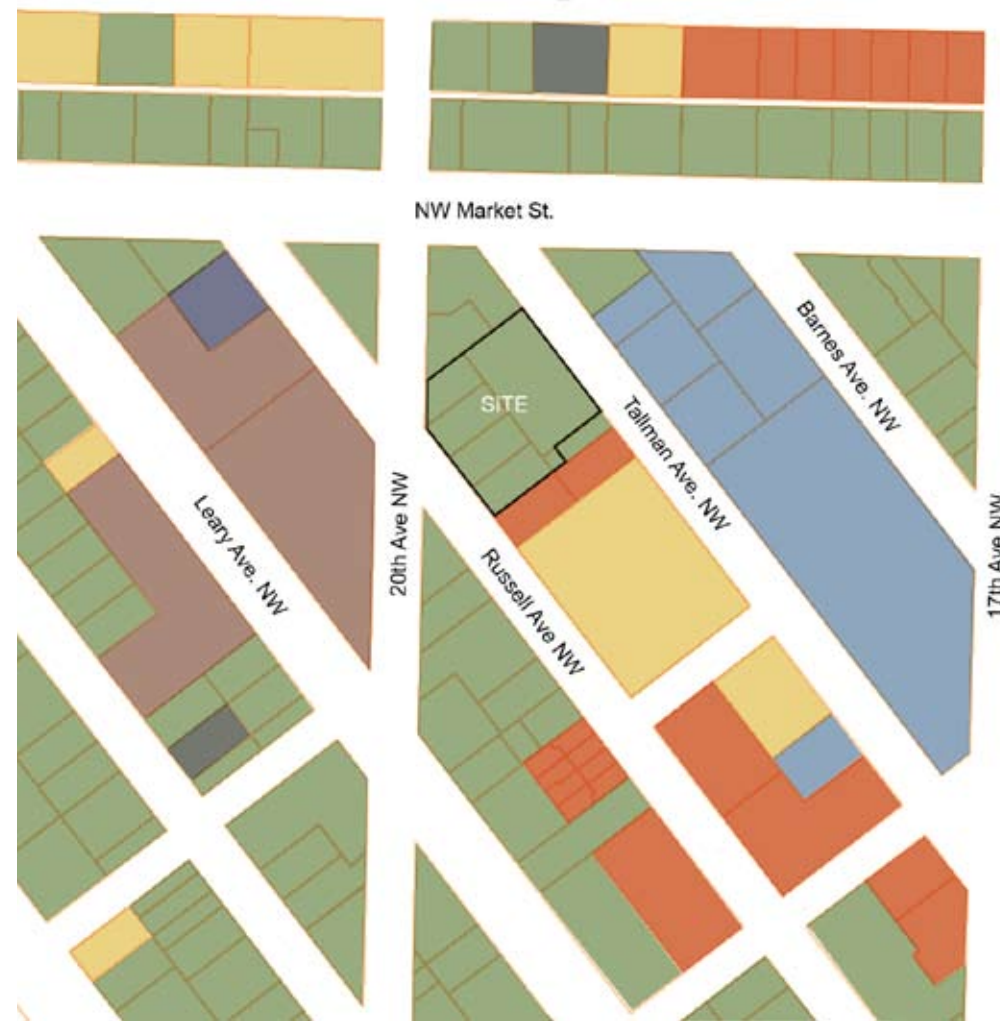 NW Market St.
Barnes Ave. NW
SITE
Tallman Ave. NW
Leary Ave. NW
20th Ave NW
17th Ave NW
Russell Ave NW